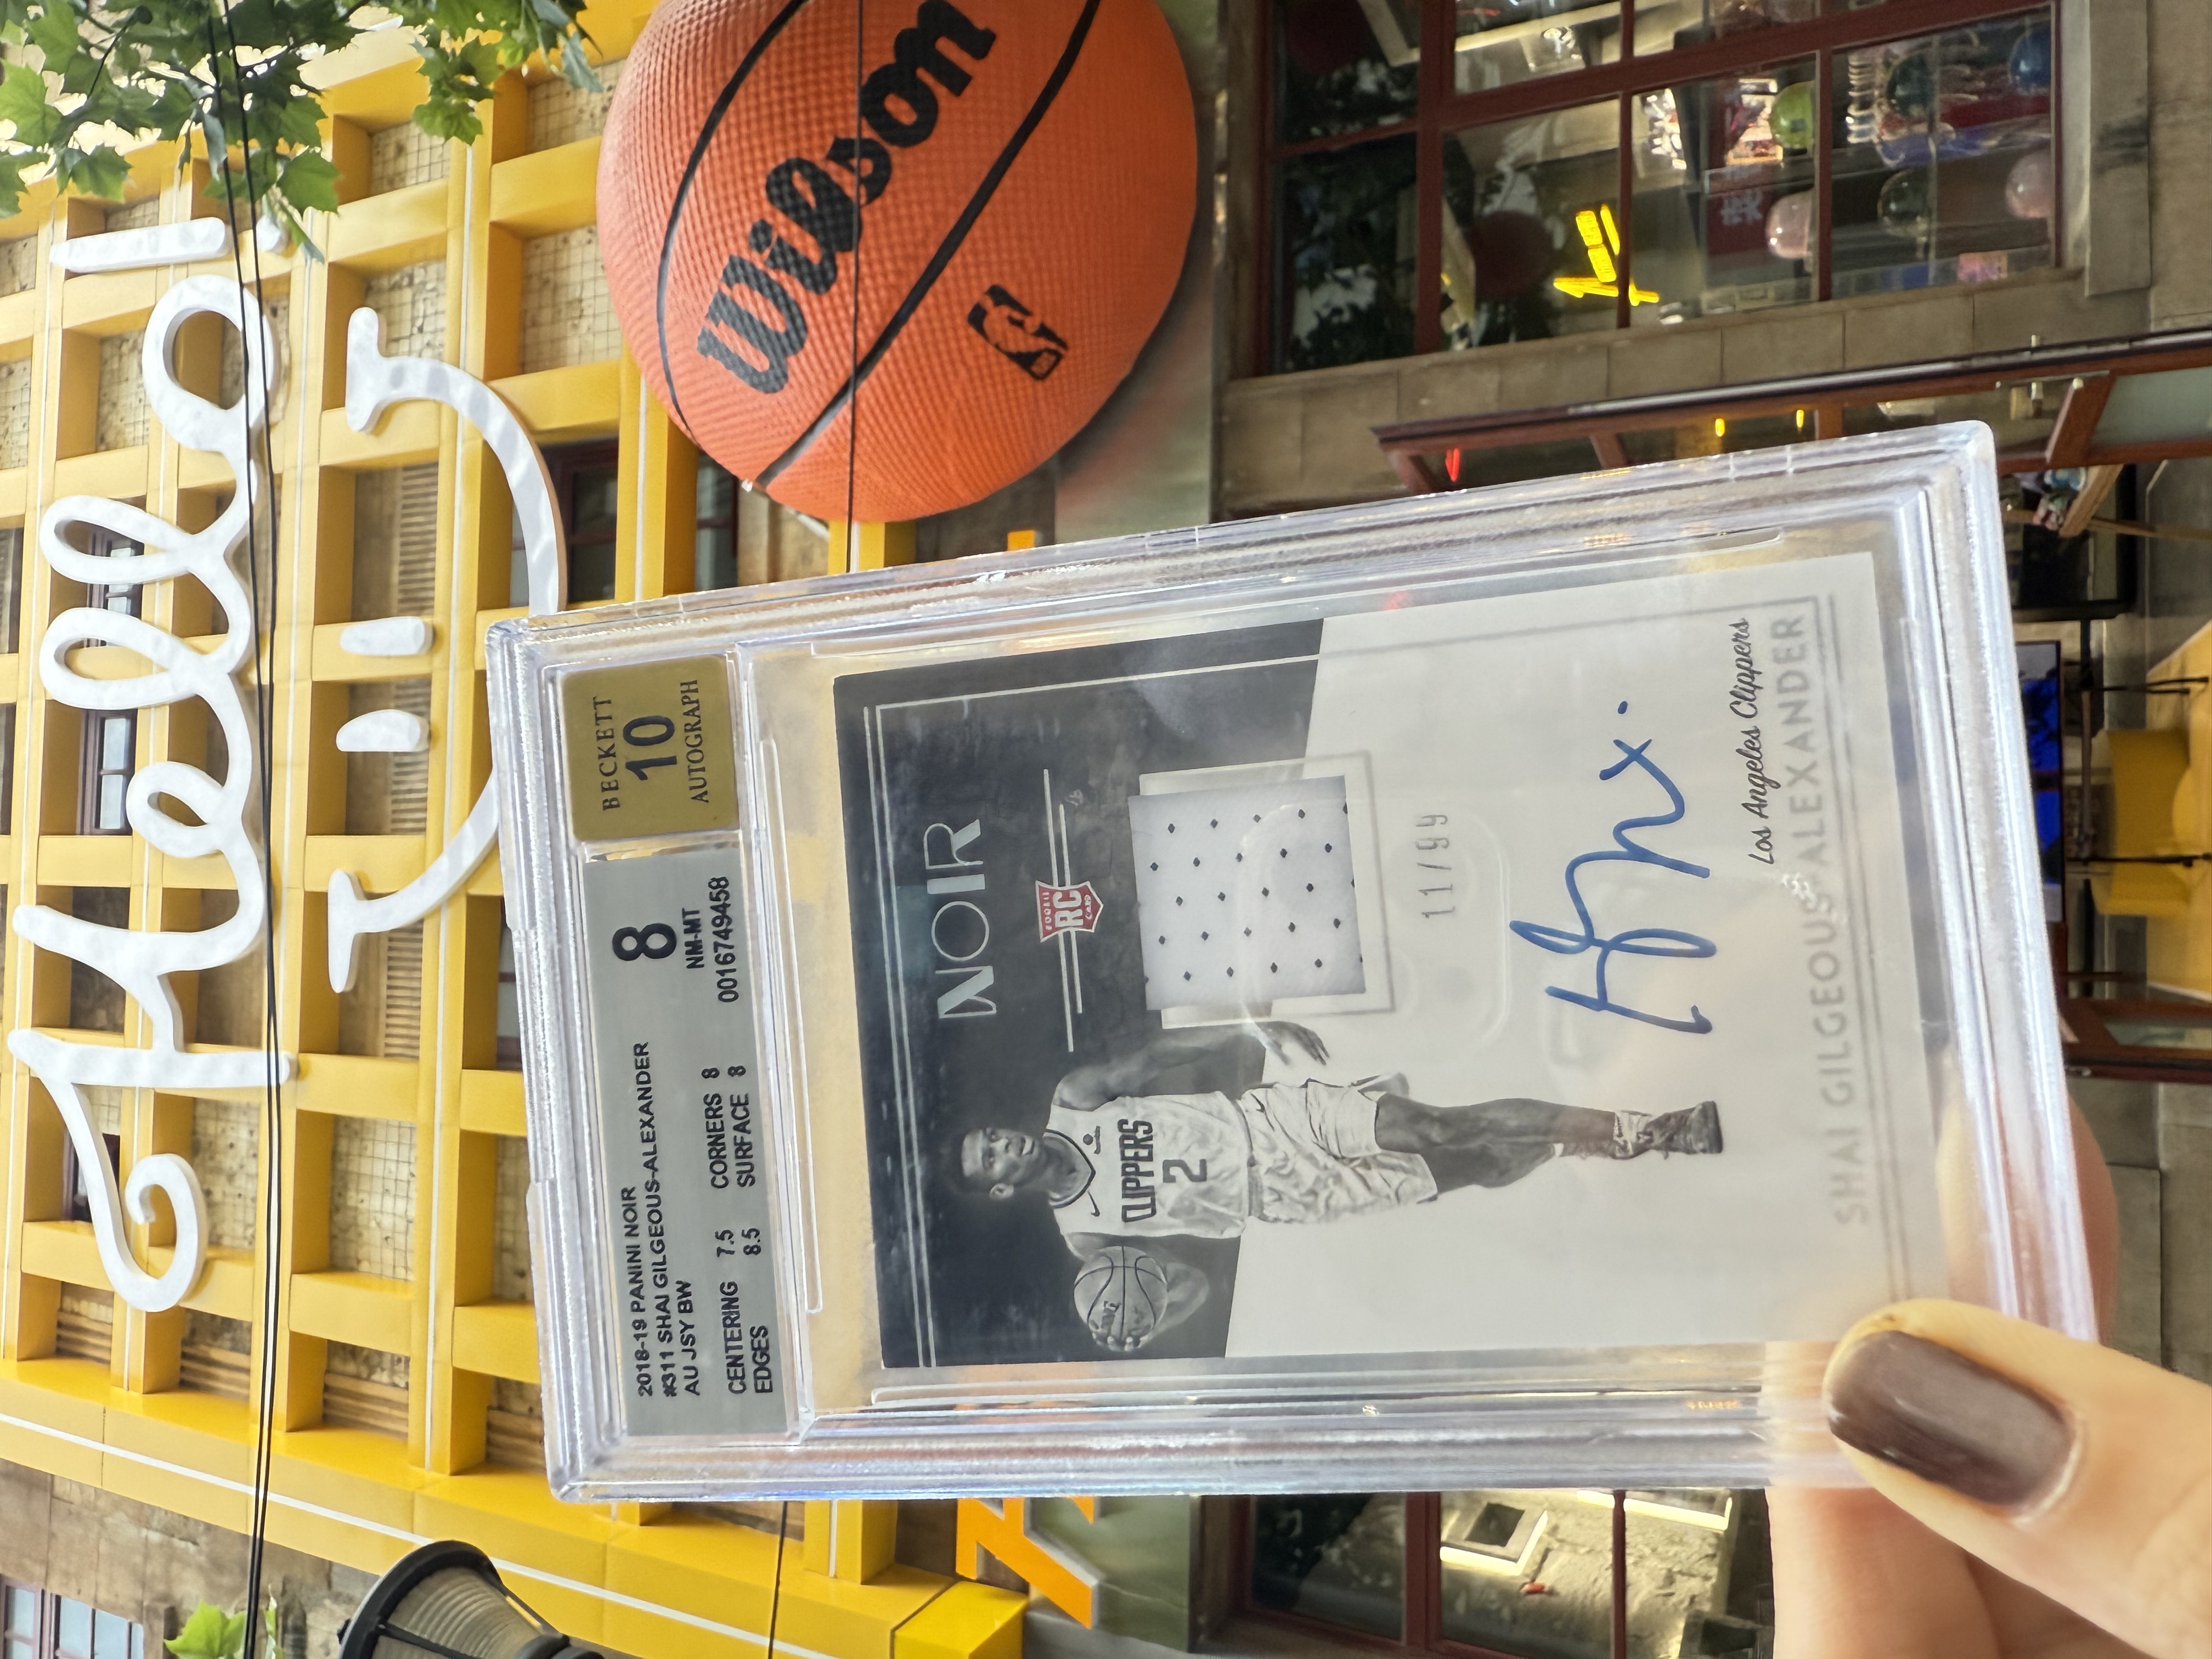 Hello!
Wilson
2018-19 PANINI NOIR
#311 SHAI GILGEOUS-ALEXANDER
AU JSY BW
8
NM-MT
CENTERING 7.5 CORNERS 8
EDGES 8.5 SURFACE 8
0016749458
BECKETT
10
AUTOGRAPH
NOIR
ROOKIE
RC
CARD
CLIPPERS
2
11/99
Los Angeles Clippers
SHAI GILGEOUS-ALEXANDER